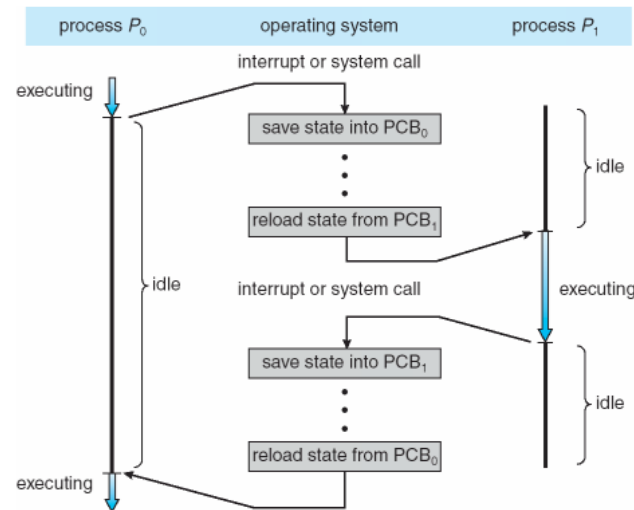 process P₀ operating system process P₁
interrupt or system call
executing
save state into PCB₀
idle
reload state from PCB₁
idle
interrupt or system call
executing
save state into PCB₁
idle
reload state from PCB₀
executing